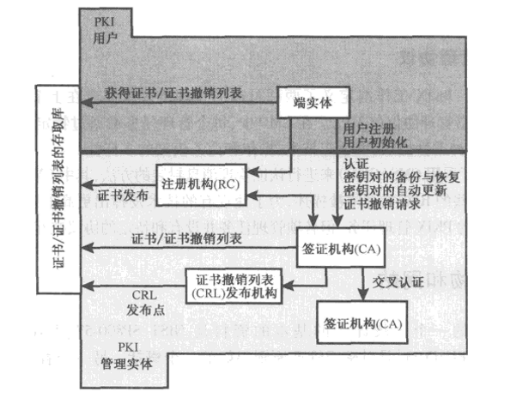 PKI
用户
获得证书/证书撤销列表
端实体
用户注册
用户初始化
证书/证书撤销列表的存取库
认证
密钥对的备份与恢复
密钥对的自动更新
证书撤销请求
注册机构(RC)
证书发布
证书/证书撤销列表
签证机构(CA)
证书撤销列表
(CRL)发布机构
交叉认证
CRL
发布点
签证机构(CA)
PKI
管理实体